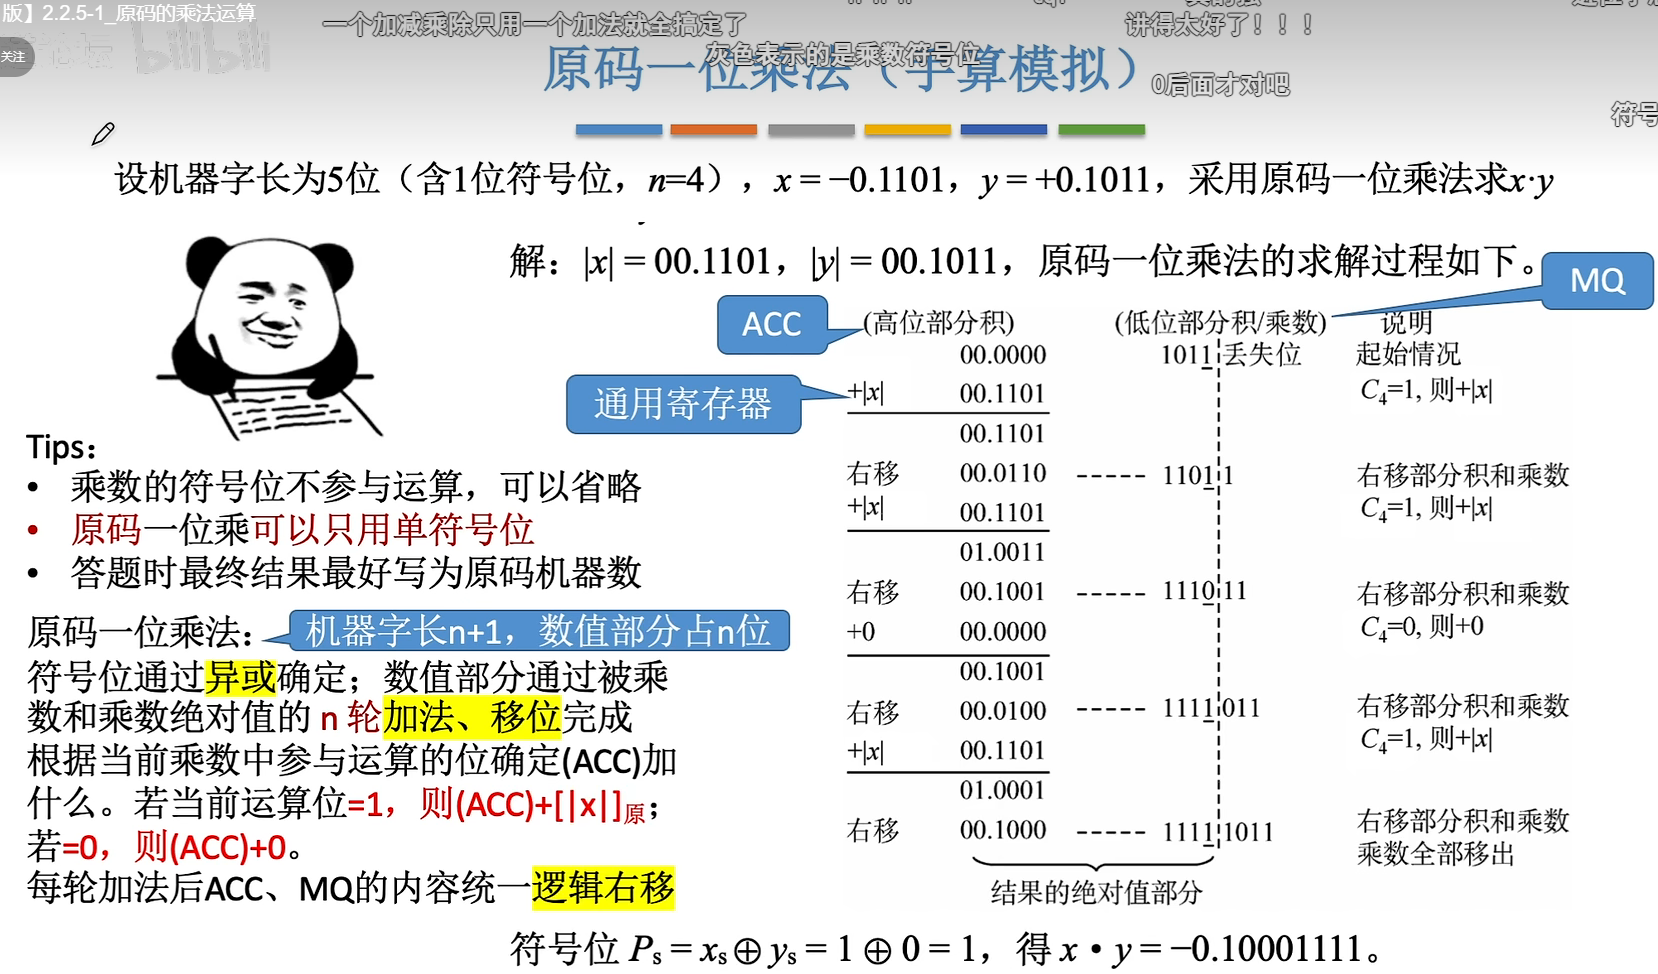 版】2.2.5-1_原码的乘法运算
一个加减乘除只用一个加法就全搞定了
讲得太好了！！！
关注
bilibili
灰色表示的是乘数符号位
原码一位乘法（手算模拟）
0后面才对吧
符号
设机器字长为5位（含1位符号位，n=4），x = −0.1101，y = +0.1011，采用原码一位乘法求x·y
解：|x| = 00.1101，|y| = 00.1011，原码一位乘法的求解过程如下。
MQ
ACC
(高位部分积) (低位部分积/乘数) 说明
00.0000 1011 丢失位 起始情况
通用寄存器
+|x| 00.1101 C₄=1, 则+|x|
00.1101
右移 00.0110 ----- 1101 1 右移部分积和乘数
+|x| 00.1101 C₄=1, 则+|x|
01.0011
右移 00.1001 ----- 1110 11 右移部分积和乘数
+0 00.0000 C₄=0, 则+0
00.1001
右移 00.0100 ----- 1111 011 右移部分积和乘数
+|x| 00.1101 C₄=1, 则+|x|
01.0001
右移 00.1000 ----- 1111 1011 右移部分积和乘数
乘数全部移出
结果的绝对值部分
Tips：
• 乘数的符号位不参与运算，可以省略
• 原码一位乘可以只用单符号位
• 答题时最终结果最好写为原码机器数
原码一位乘法：
机器字长n+1，数值部分占n位
符号位通过异或确定；数值部分通过被乘
数和乘数绝对值的 n 轮加法、移位完成
根据当前乘数中参与运算的位确定(ACC)加
什么。若当前运算位=1，则(ACC)+[|x|]原；
若=0，则(ACC)+0。
每轮加法后ACC、MQ的内容统一逻辑右移
符号位 Pₛ = xₛ ⊕ yₛ = 1 ⊕ 0 = 1，得 x • y = −0.10001111。